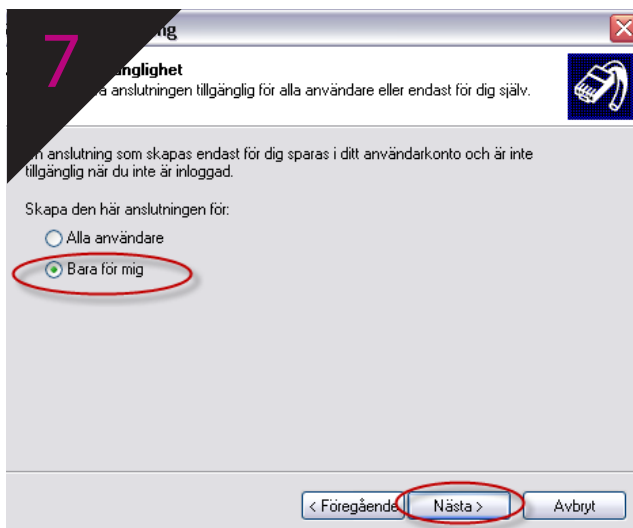 7
ng
nglighet
anslutningen tillgänglig för alla användare eller endast för dig själv.
anslutning som skapas endast för dig sparas i ditt användarkonto och är inte
tillgänglig när du inte är inloggad.
Skapa den här anslutningen för:
Alla användare
Bara för mig
< Föregående
Nästa >
Avbryt